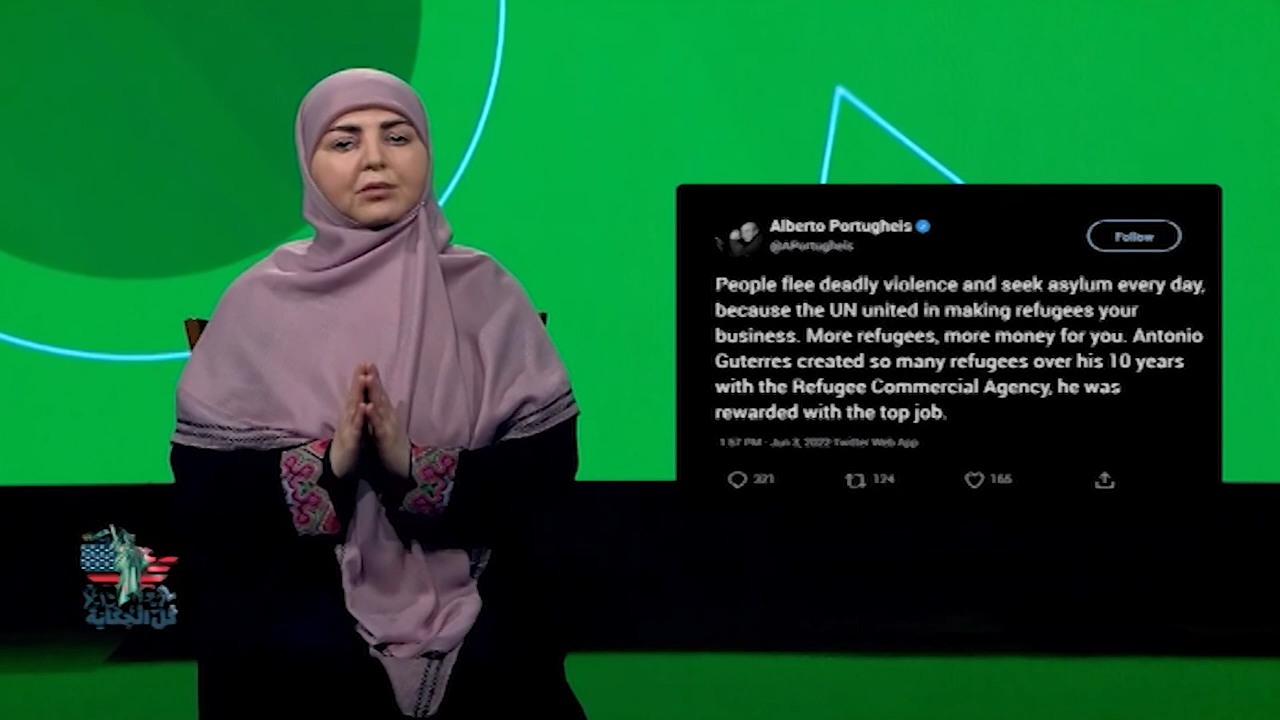 Alberto Portugheis
@APortugheis
Follow
People flee deadly violence and seek asylum every day,
because the UN united in making refugees your
business. More refugees, more money for you. Antonio
Guterres created so many refugees over his 10 years
with the Refugee Commercial Agency, he was
rewarded with the top job.
1:57 PM · Jun 3, 2022 Twitter Web App
221 124 165